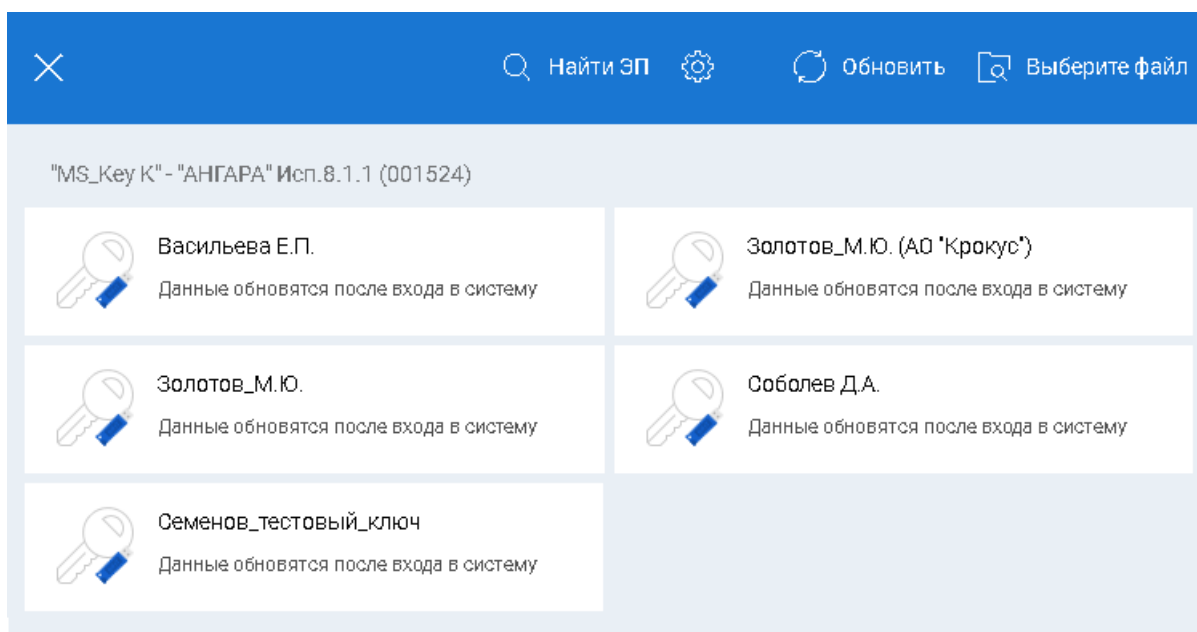 Найти ЭП Обновить Выберите файл
"MS_Key K" - "АНГАРА" Исп.8.1.1 (001524)
Васильева Е.П.
Данные обновятся после входа в систему
Золотов_М.Ю. (АО "Крокус")
Данные обновятся после входа в систему
Золотов_М.Ю.
Данные обновятся после входа в систему
Соболев Д.А.
Данные обновятся после входа в систему
Семенов_тестовый_ключ
Данные обновятся после входа в систему